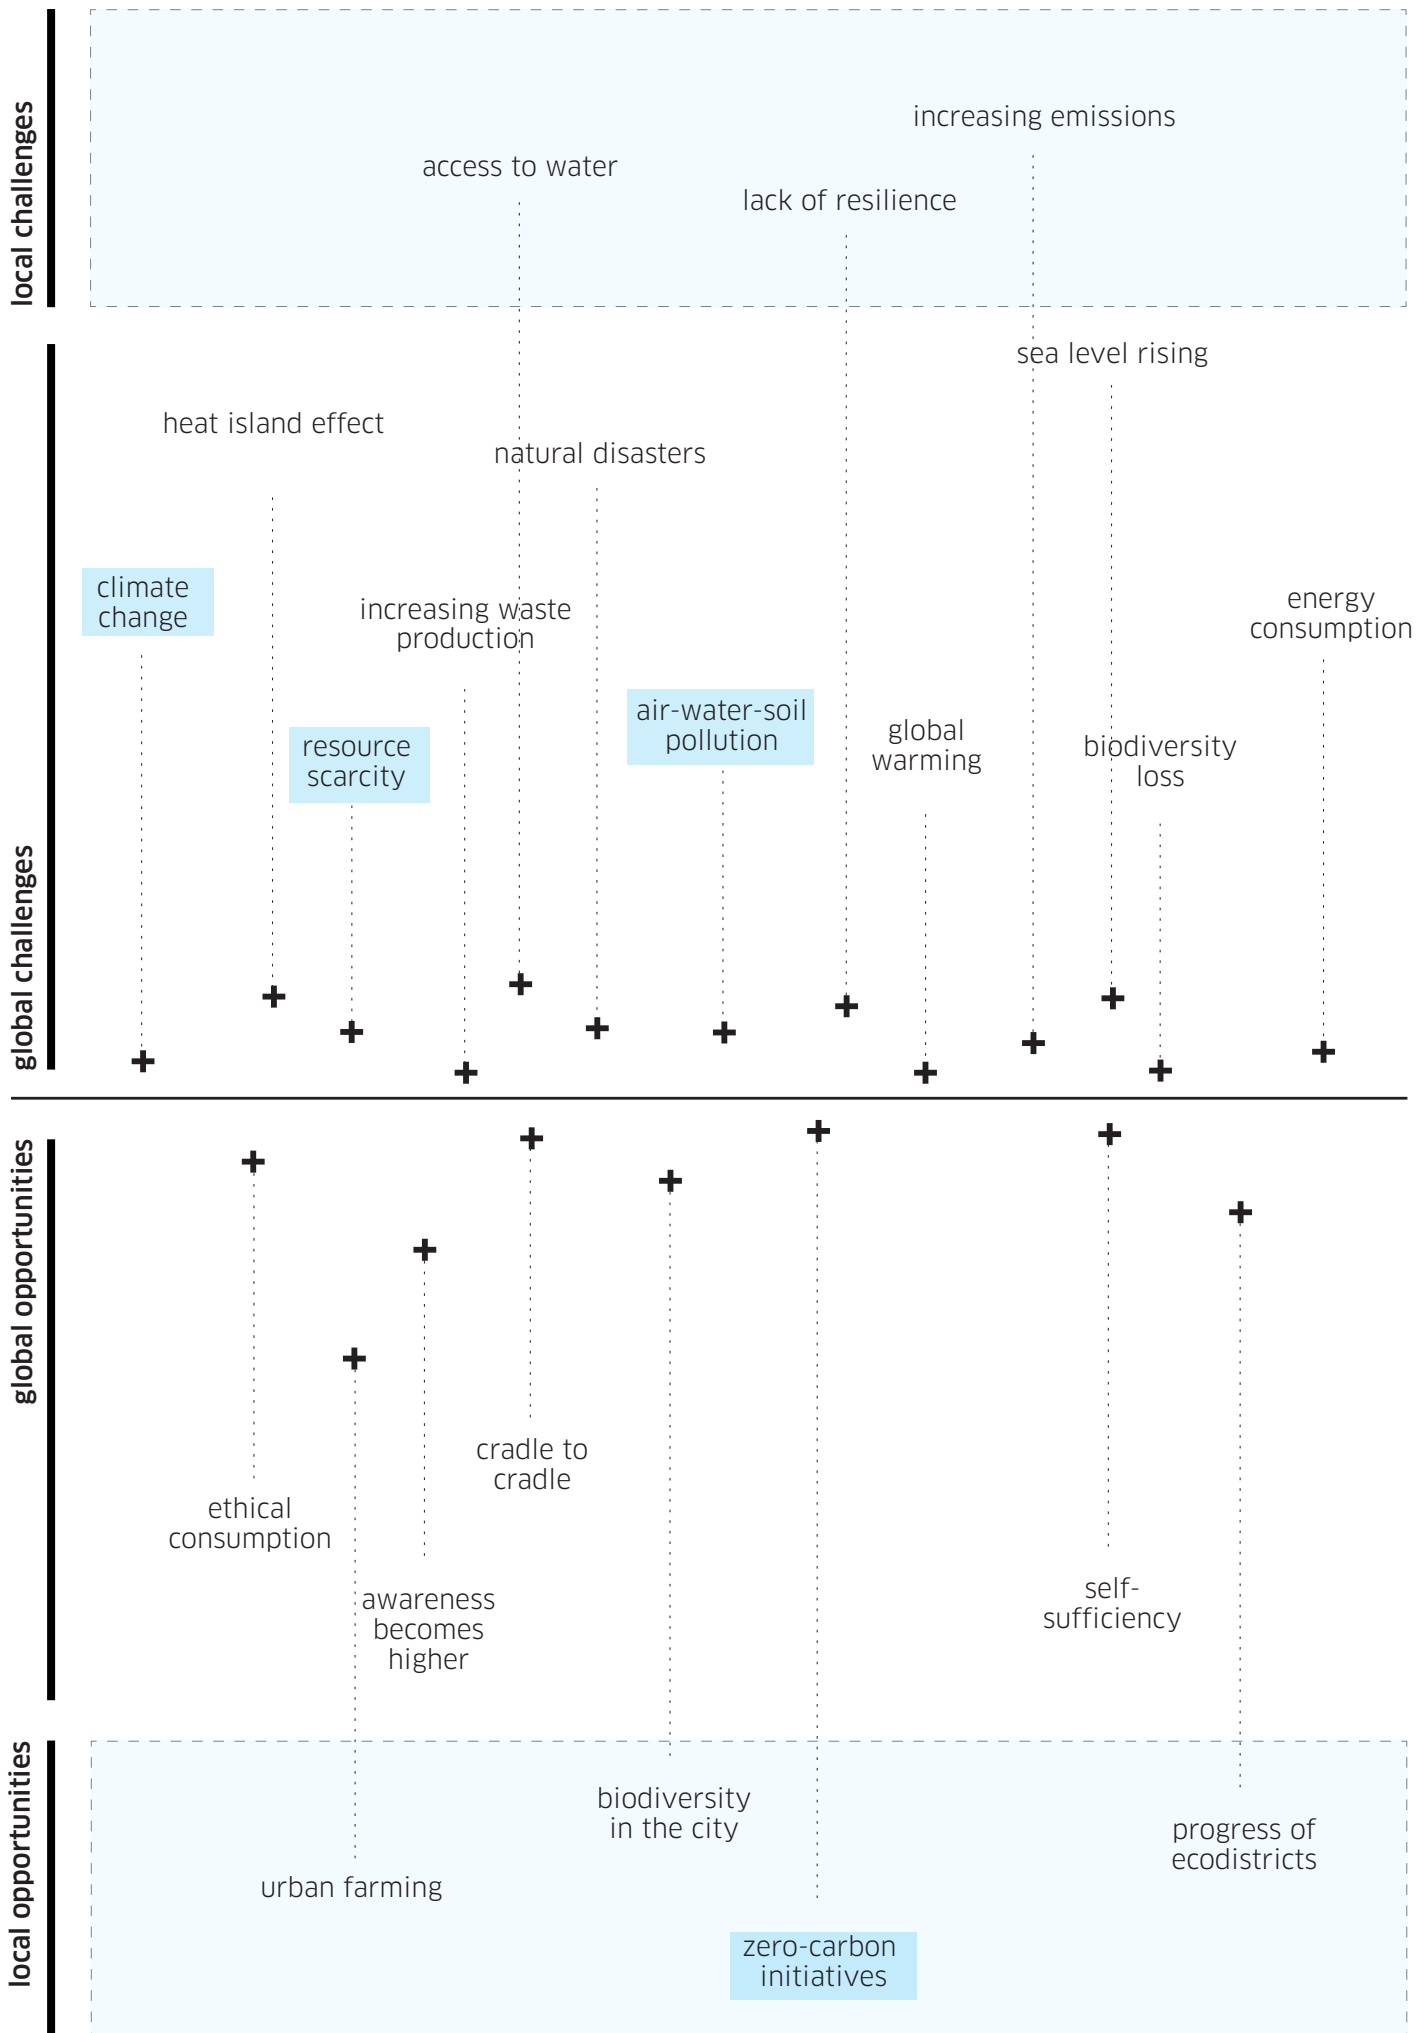 local challenges
increasing emissions
access to water
lack of resilience
global challenges
sea level rising
heat island effect
natural disasters
climate
change
increasing waste
production
energy
consumption
resource
scarcity
air-water-soil
pollution
global
warming
biodiversity
loss
global opportunities
cradle to
cradle
ethical
consumption
awareness
becomes
higher
self-
sufficiency
local opportunities
biodiversity
in the city
progress of
ecodistricts
urban farming
zero-carbon
initiatives